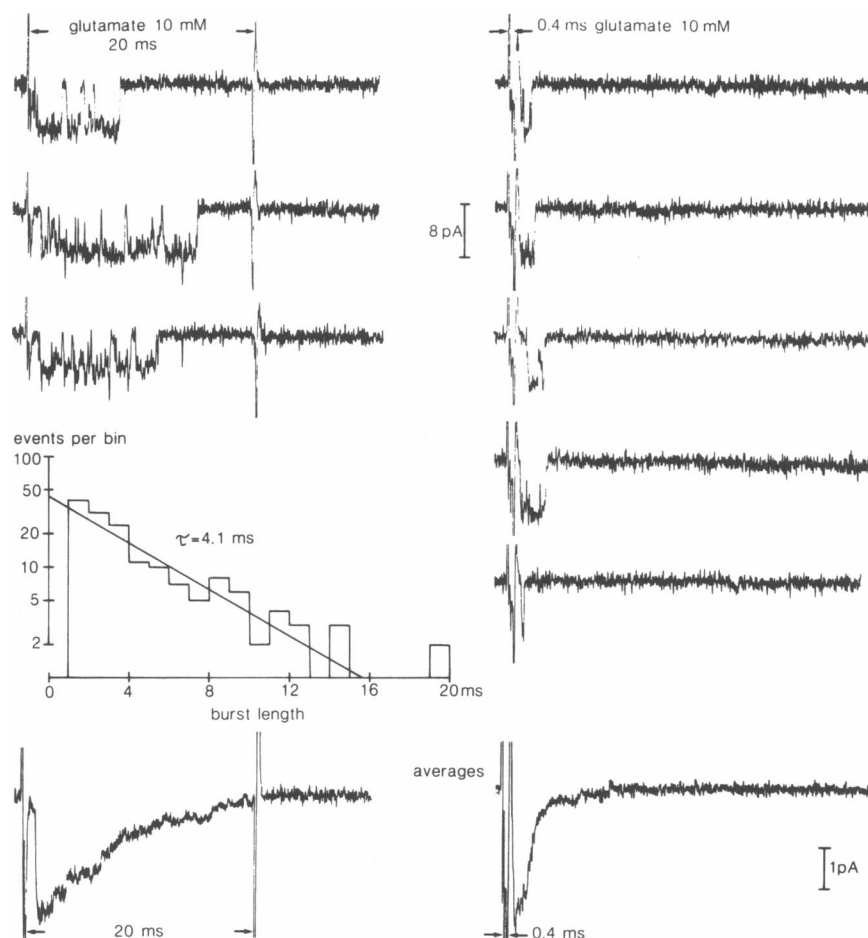 glutamate 10 mM
20 ms
0.4 ms glutamate 10 mM
8 pA
events per bin
100
50
20
10
5
2
τ=4.1 ms
0 4 8 12 16 20 ms
burst length
averages
1pA
20 ms
0.4 ms